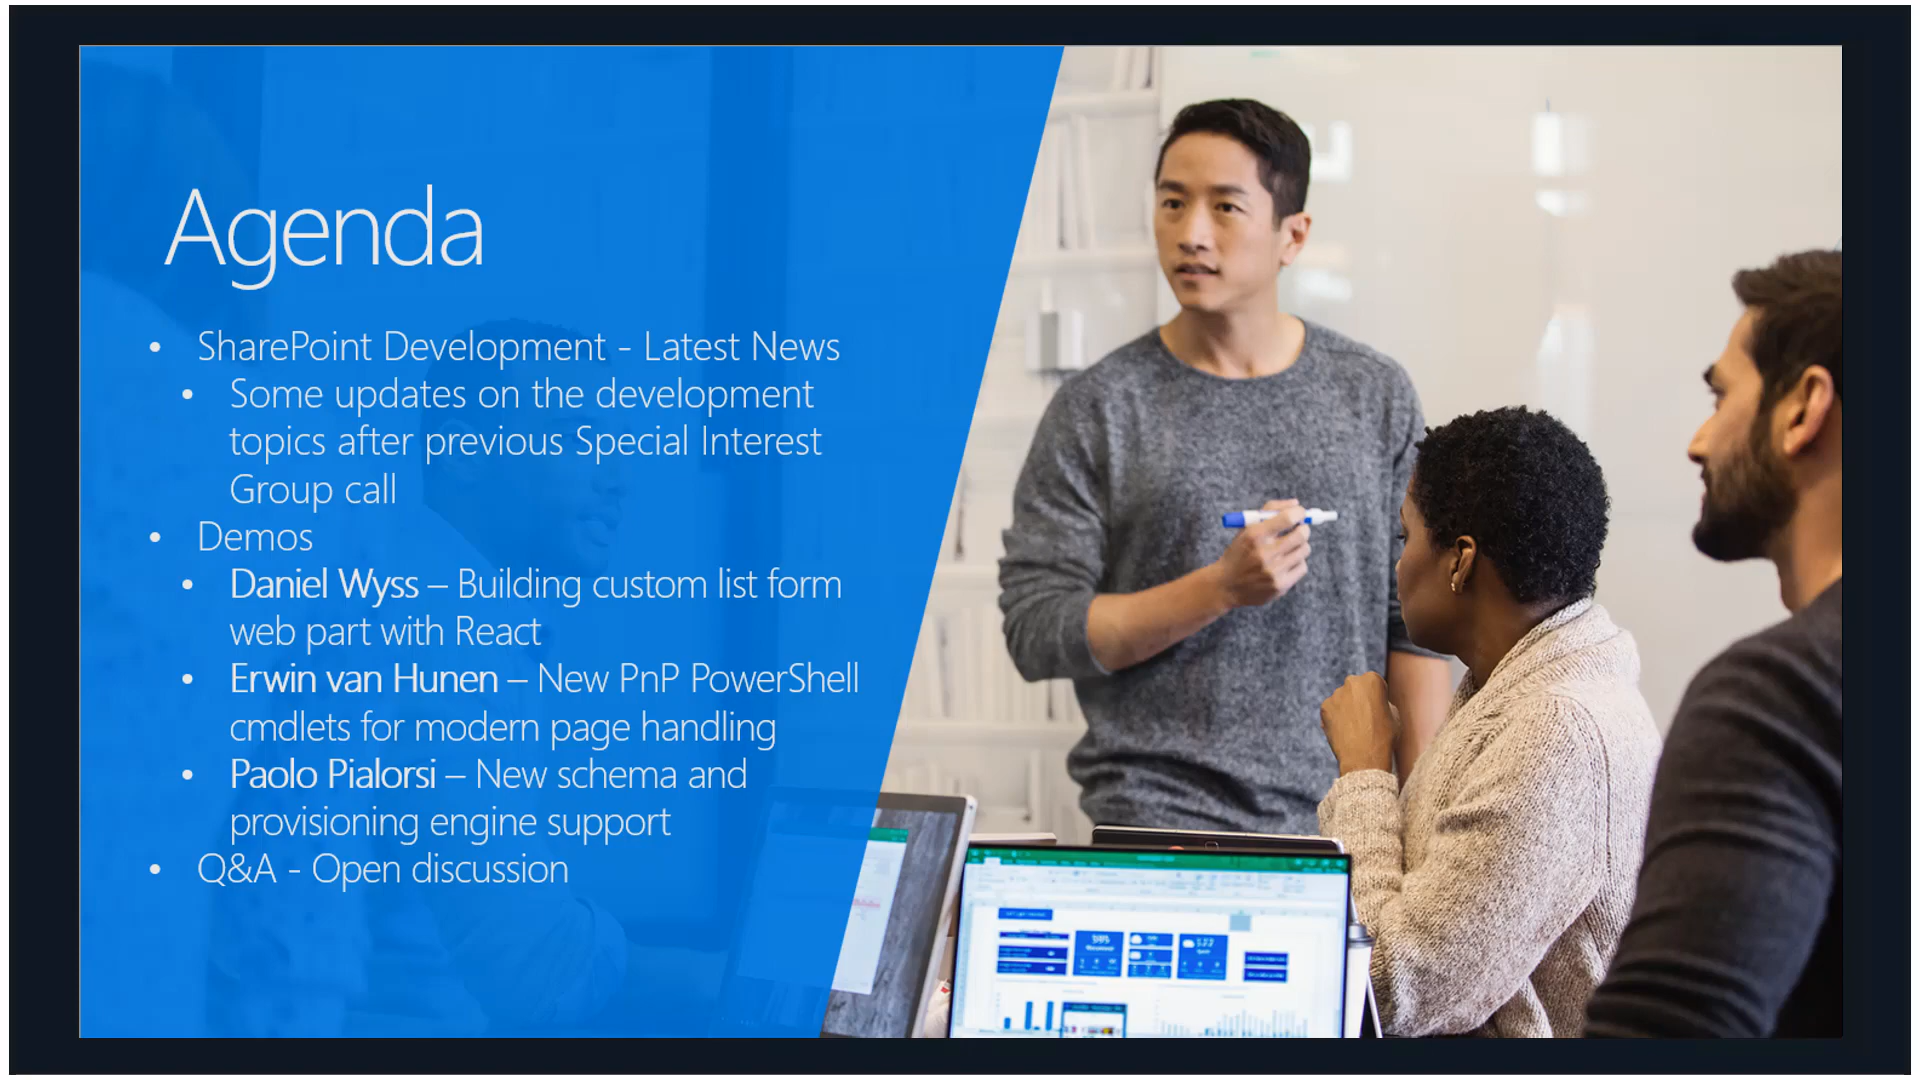 Agenda
• SharePoint Development - Latest News
• Some updates on the development
topics after previous Special Interest
Group call
• Demos
• Daniel Wyss – Building custom list form
web part with React
• Erwin van Hunen – New PnP PowerShell
cmdlets for modern page handling
• Paolo Pialorsi – New schema and
provisioning engine support
• Q&A - Open discussion